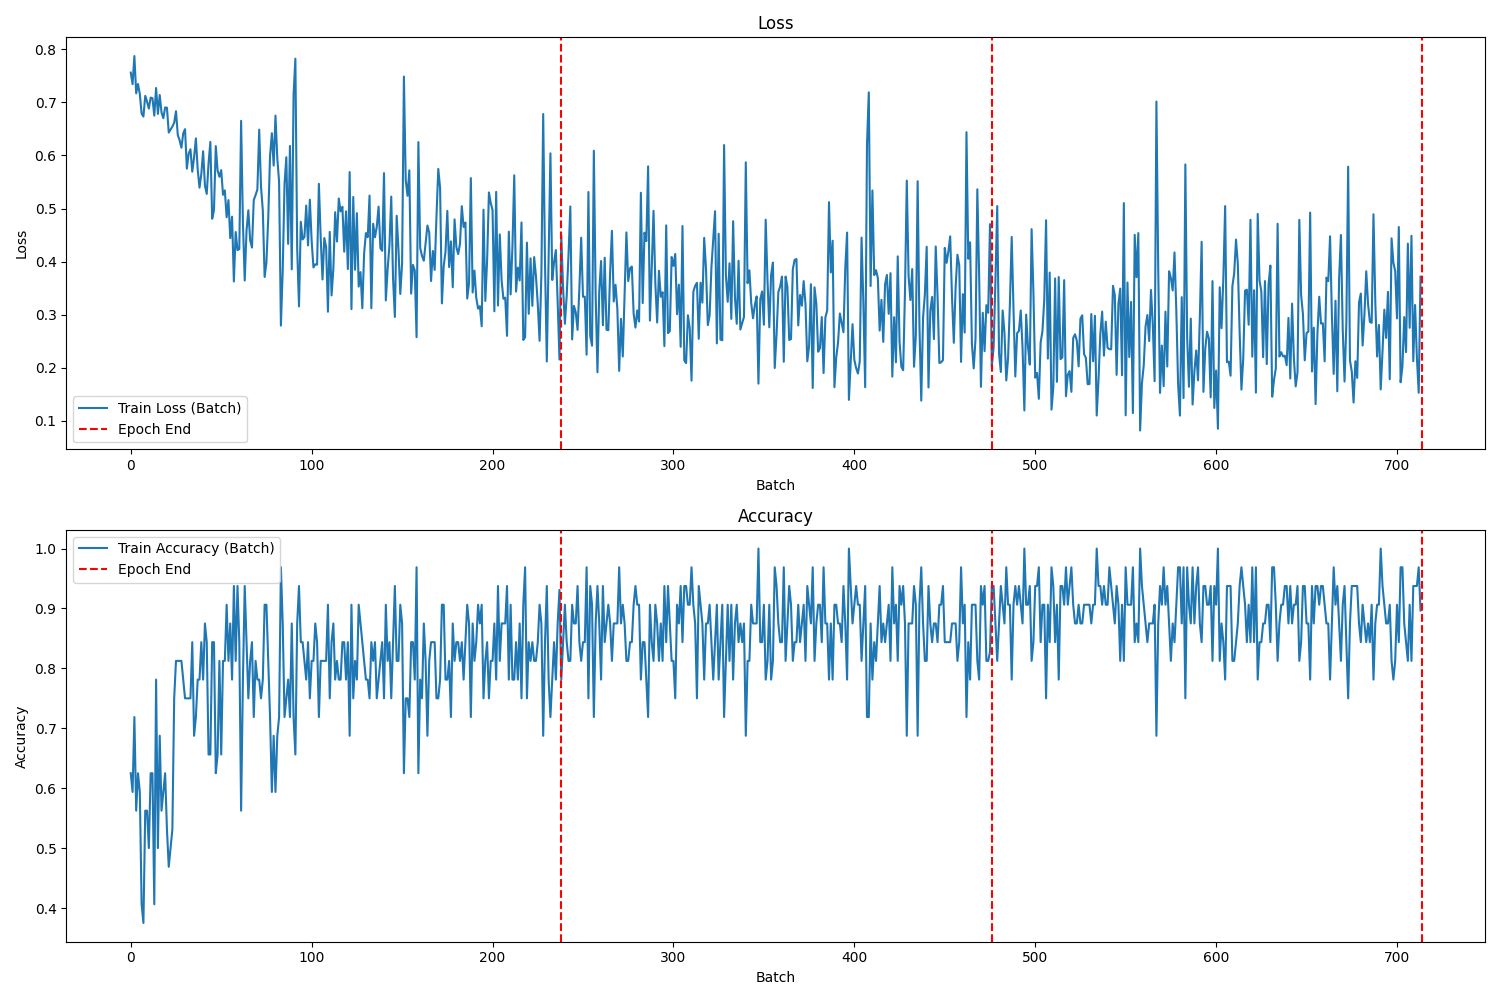 Loss
0.8
0.7
0.6
0.5
0.4
0.3
0.2
0.1
Loss
Train Loss (Batch)
Epoch End
0 100 200 300 400 500 600 700
Batch
Accuracy
1.0
0.9
0.8
0.7
0.6
0.5
0.4
Accuracy
Train Accuracy (Batch)
Epoch End
0 100 200 300 400 500 600 700
Batch